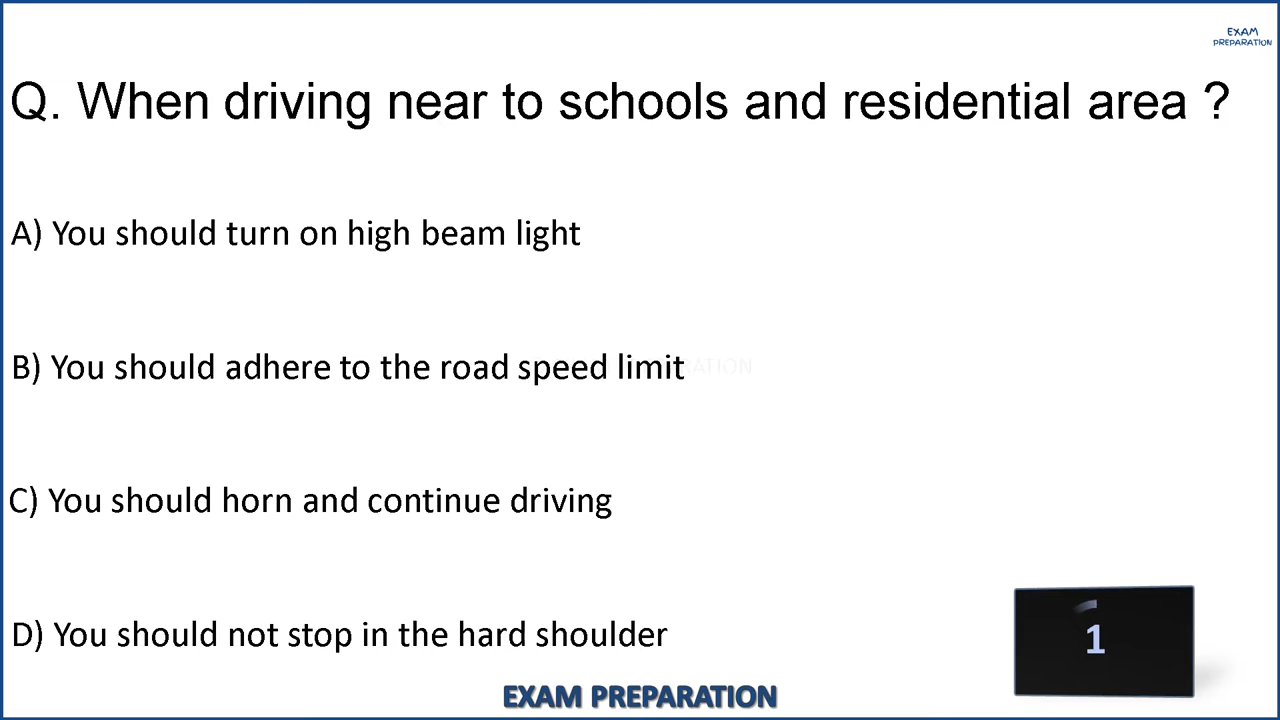 EXAM
PREPARATION
Q. When driving near to schools and residential area ?
A) You should turn on high beam light
B) You should adhere to the road speed limit
RATION
C) You should horn and continue driving
D) You should not stop in the hard shoulder
1
EXAM PREPARATION